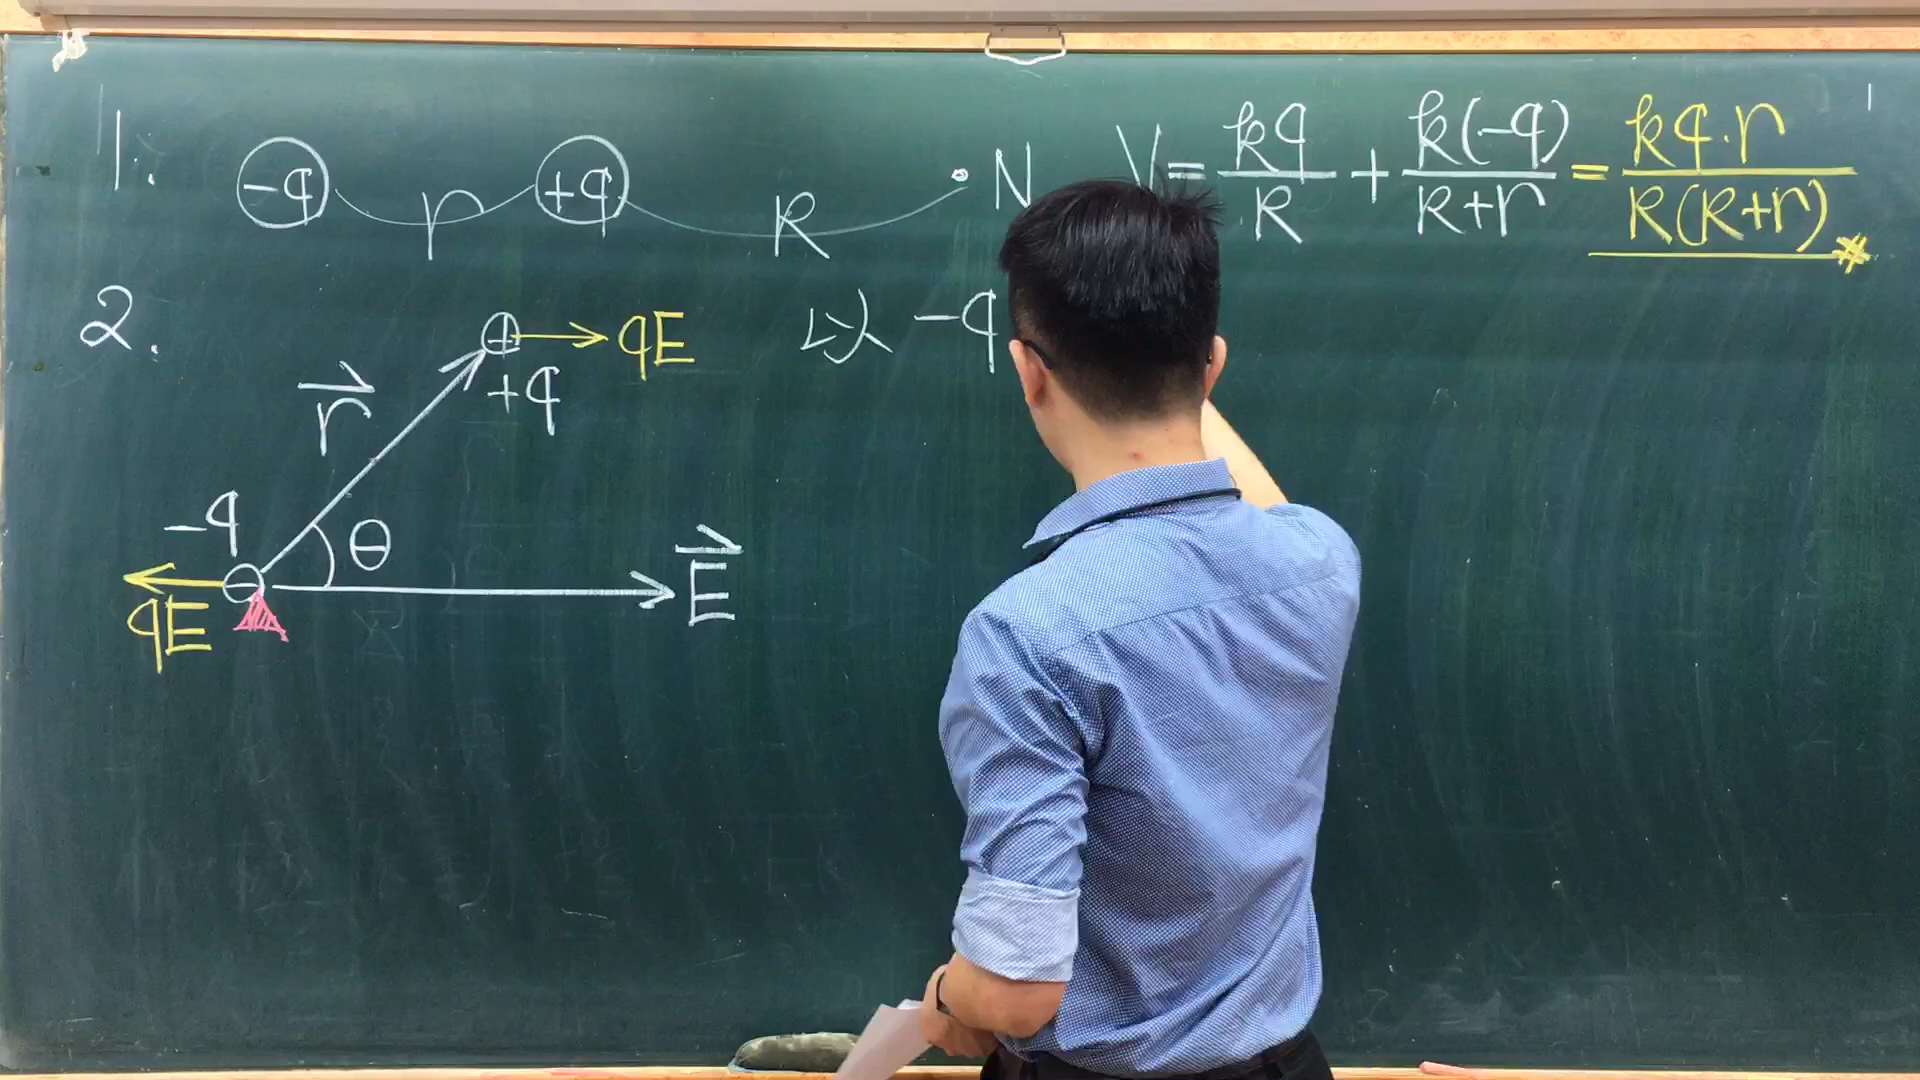 1. -q r +q R N V = kq/R + k(-q)/(R+r) = kq·r/(R(R+r)) ※
2. r⃗ ⊕ +q qE 以 -q
-q θ
qE ⊖ E⃗